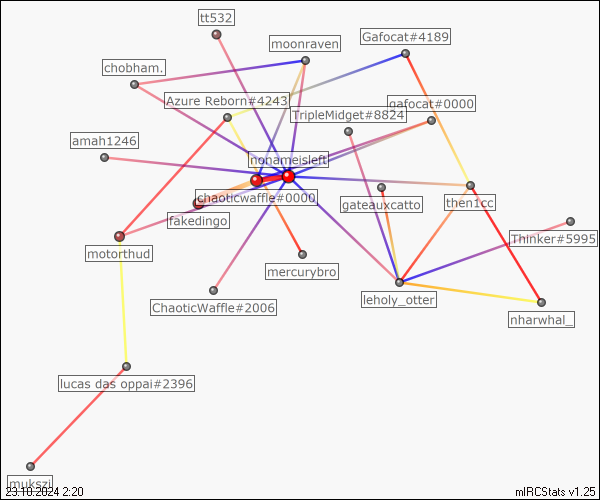 tt532
Gafocat#4189
moonraven
chobham.
Azure Reborn#4243
gafocat#0000
TripleMidget#8824
amah1246
nonameisleft
chaoticwaffle#0000
gateauxcatto
then1cc
fakedingo
Thinker#5995
motorthud
mercurybro
leholy_otter
ChaoticWaffle#2006
nharwhal_
lucas das oppai#2396
mukszi
23.10.2024 2:20
mIRCStats v1.25